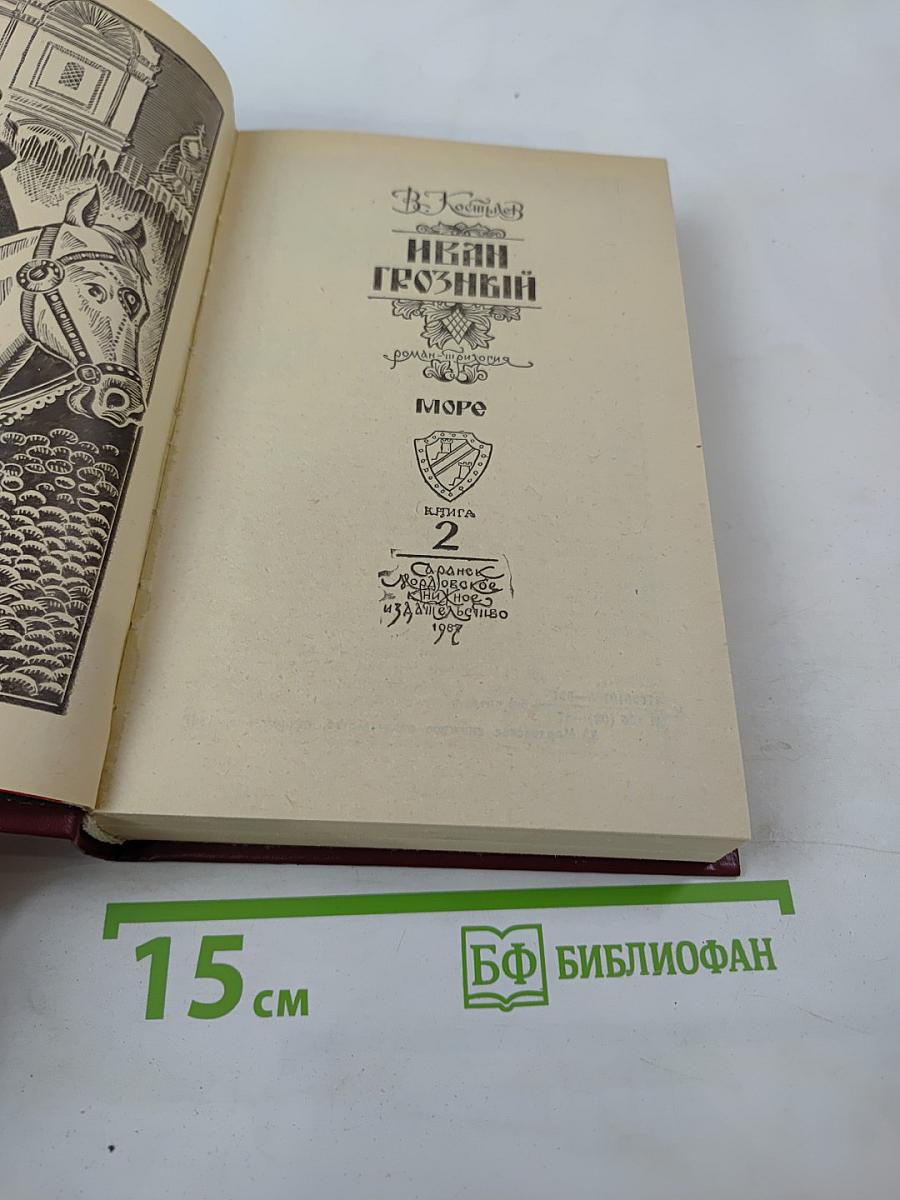 В. Костылев
ИВАН
ГРОЗНЫЙ
роман-трилогия
МОРЕ
КНИГА
2
Саранск
Мордовское
книжное
издательство
1987
15 см
БФ БИБЛИОФАН